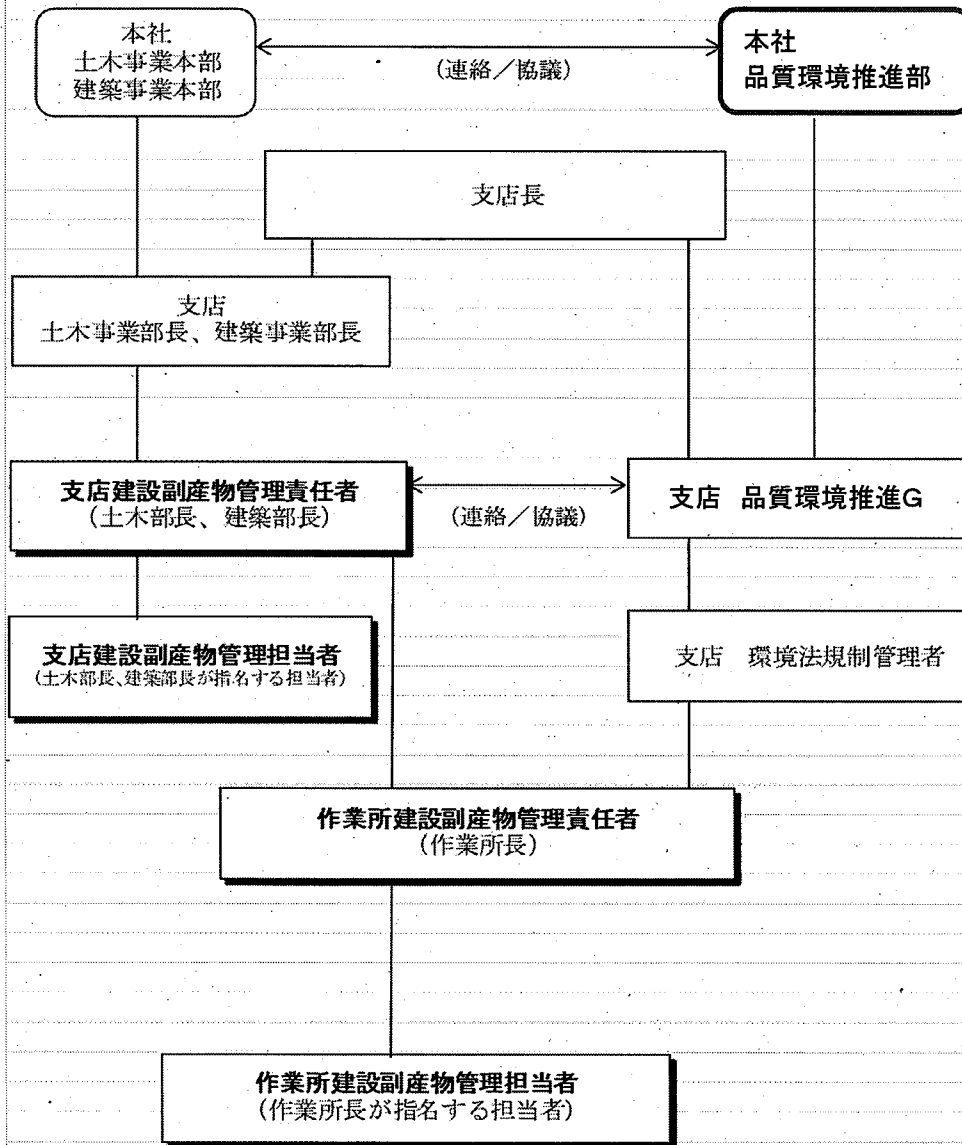 本社
土木事業本部
建築事業本部
(連絡/協議)
本社
品質環境推進部
支店長
支店
土木事業部長、建築事業部長
支店建設副産物管理責任者
(土木部長、建築部長)
(連絡/協議)
支店 品質環境推進G
支店建設副産物管理担当者
(土木部長、建築部長が指名する担当者)
支店 環境法規制管理者
作業所建設副産物管理責任者
(作業所長)
作業所建設副産物管理担当者
(作業所長が指名する担当者)